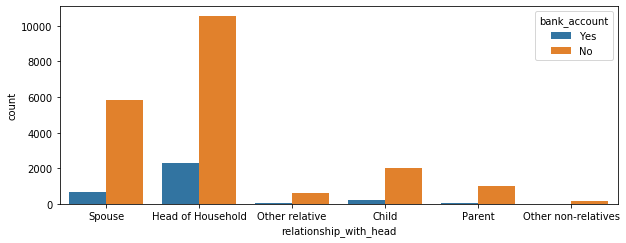 bank_account
Yes
No
10000
8000
6000
4000
2000
0
count
Spouse
Head of Household
Other relative
Child
Parent
Other non-relatives
relationship_with_head